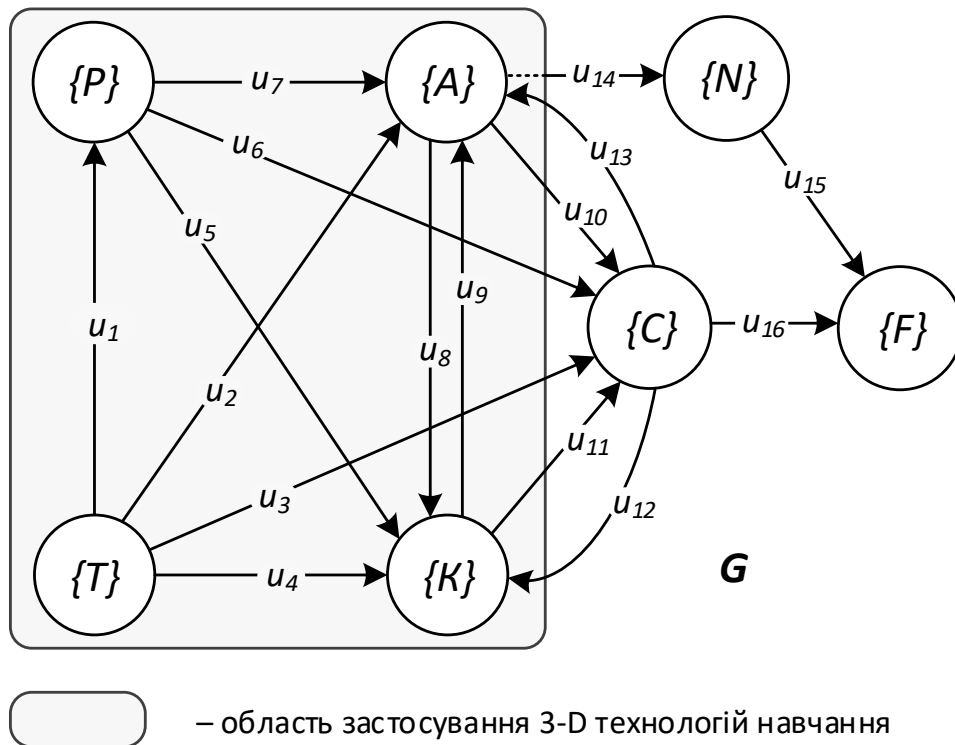 {P}
u7
{A}
u14
{N}
u6
u13
u15
u5
u10
u9
u1
{C}
u16
{F}
u8
u2
u11
u3
u12
{T}
u4
{K}
G
– область застосування 3-D технологій навчання